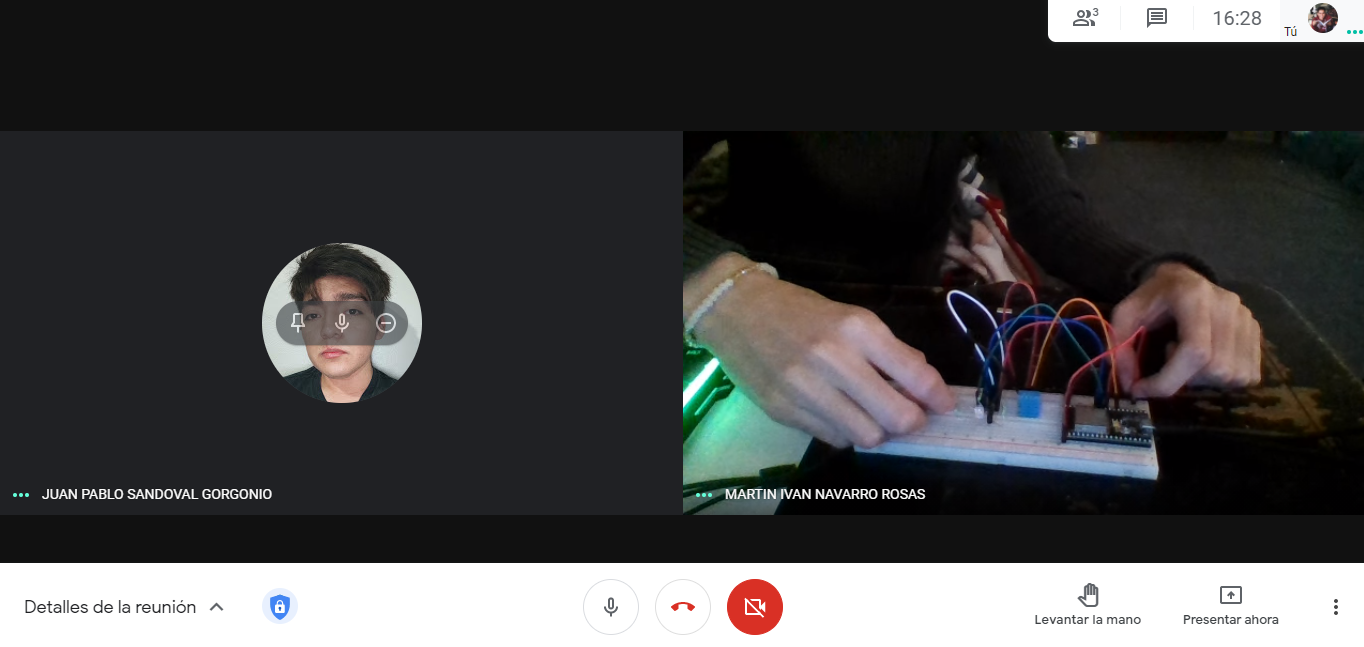 3
16:28
Tú
JUAN PABLO SANDOVAL GORGONIO
MARTIN IVAN NAVARRO ROSAS
Detalles de la reunión
Levantar la mano
Presentar ahora